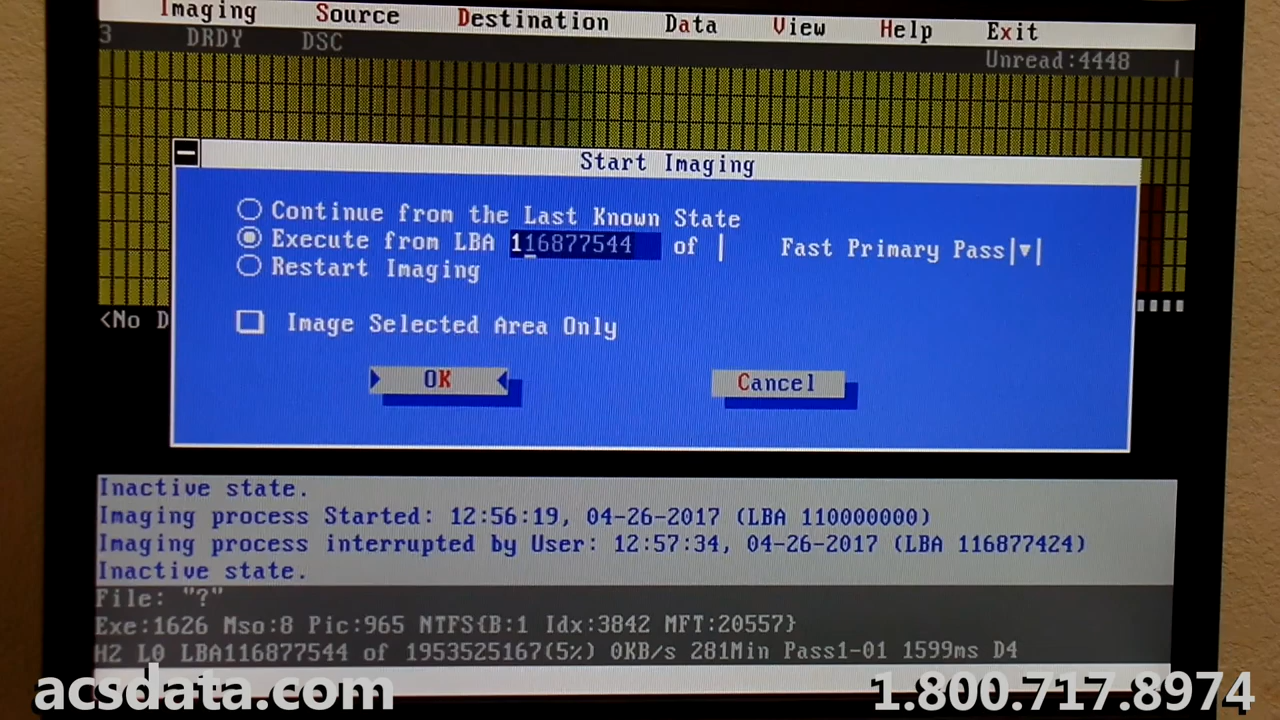 Imaging Source Destination Data View Help Exit
3 DRDY DSC
Unread:4448
Start Imaging
Continue from the Last Known State
Execute from LBA 116877544 of Fast Primary Pass
Restart Imaging
<No D
Image Selected Area Only
OK Cancel
Inactive state.
Imaging process Started: 12:56:19, 04-26-2017 (LBA 110000000)
Imaging process interrupted by User: 12:57:34, 04-26-2017 (LBA 116877424)
Inactive state.
File: "?"
Exe:1626 Mso:8 Pic:965 NTFS{B:1 Idx:3842 MFT:20557}
H2 L0 LBA116877544 of 1953525167(5%) 0KB/s 281Min Pass1-01 1599ms D4
acsdata.com 1.800.717.8974